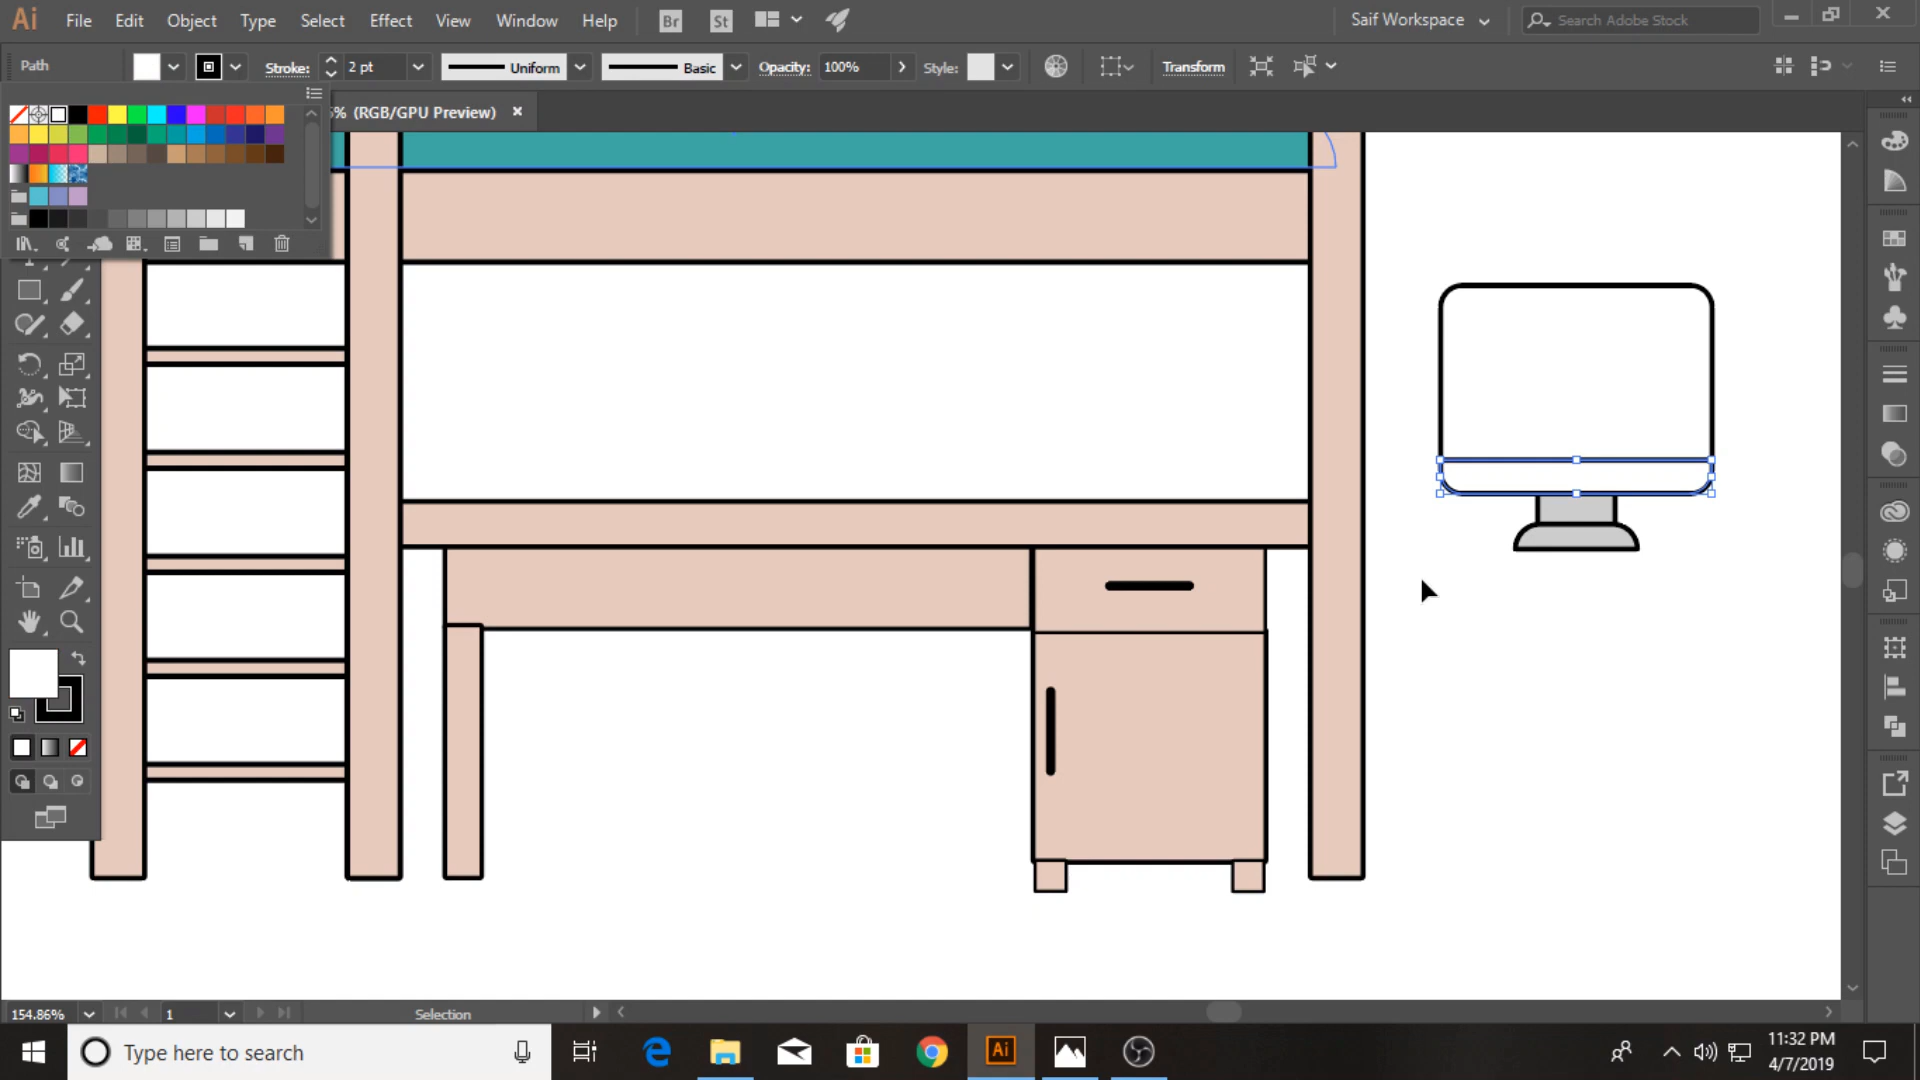 Ai File Edit Object Type Select Effect View Window Help Br St Saif Workspace Search Adobe Stock
Path Stroke: 2 pt Uniform Basic Opacity: 100% Style: Transform
% (RGB/GPU Preview) ×
154.86% 1 Selection
Type here to search Ai 11:32 PM
4/7/2019